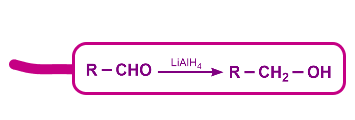 R – CHO LiAlH₄ R – CH₂ – OH